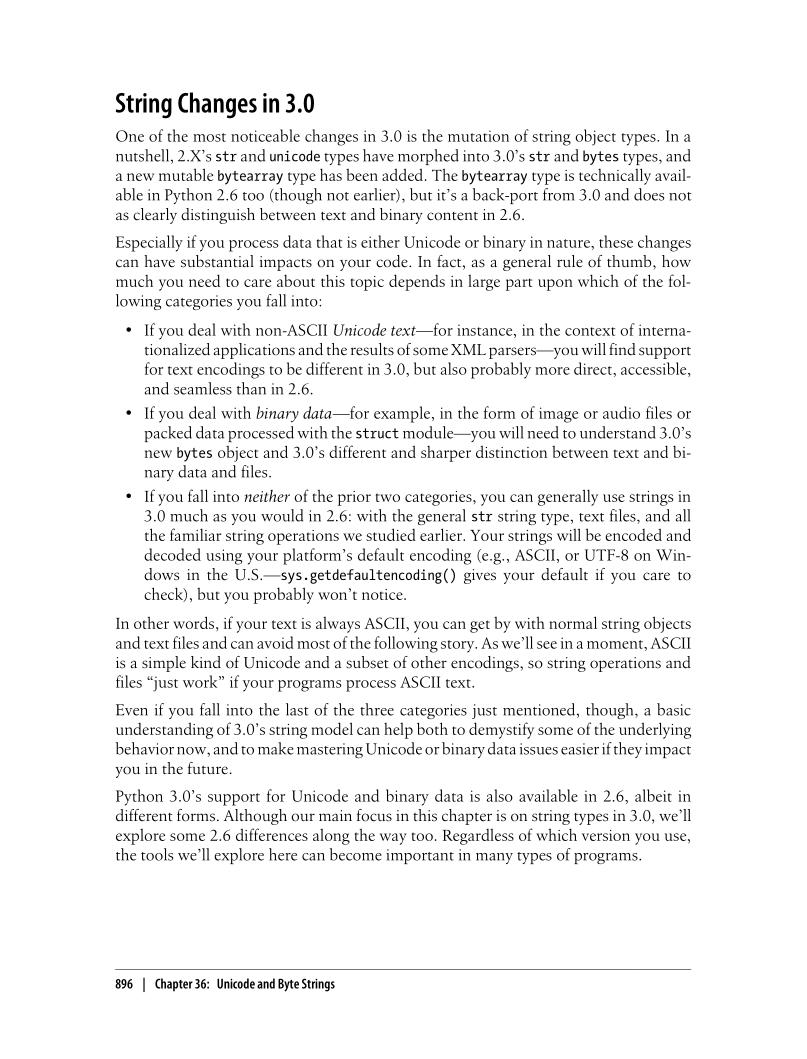 String Changes in 3.0
One of the most noticeable changes in 3.0 is the mutation of string object types. In a
nutshell, 2.X’s str and unicode types have morphed into 3.0’s str and bytes types, and
a new mutable bytearray type has been added. The bytearray type is technically avail-
able in Python 2.6 too (though not earlier), but it’s a back-port from 3.0 and does not
as clearly distinguish between text and binary content in 2.6.
Especially if you process data that is either Unicode or binary in nature, these changes
can have substantial impacts on your code. In fact, as a general rule of thumb, how
much you need to care about this topic depends in large part upon which of the fol-
lowing categories you fall into:
• If you deal with non-ASCII Unicode text—for instance, in the context of interna-
tionalized applications and the results of some XML parsers—you will find support
for text encodings to be different in 3.0, but also probably more direct, accessible,
and seamless than in 2.6.
• If you deal with binary data—for example, in the form of image or audio files or
packed data processed with the struct module—you will need to understand 3.0’s
new bytes object and 3.0’s different and sharper distinction between text and bi-
nary data and files.
• If you fall into neither of the prior two categories, you can generally use strings in
3.0 much as you would in 2.6: with the general str string type, text files, and all
the familiar string operations we studied earlier. Your strings will be encoded and
decoded using your platform’s default encoding (e.g., ASCII, or UTF-8 on Win-
dows in the U.S.—sys.getdefaultencoding() gives your default if you care to
check), but you probably won’t notice.
In other words, if your text is always ASCII, you can get by with normal string objects
and text files and can avoid most of the following story. As we’ll see in a moment, ASCII
is a simple kind of Unicode and a subset of other encodings, so string operations and
files “just work” if your programs process ASCII text.
Even if you fall into the last of the three categories just mentioned, though, a basic
understanding of 3.0’s string model can help both to demystify some of the underlying
behavior now, and to make mastering Unicode or binary data issues easier if they impact
you in the future.
Python 3.0’s support for Unicode and binary data is also available in 2.6, albeit in
different forms. Although our main focus in this chapter is on string types in 3.0, we’ll
explore some 2.6 differences along the way too. Regardless of which version you use,
the tools we’ll explore here can become important in many types of programs.
896 | Chapter 36: Unicode and Byte Strings